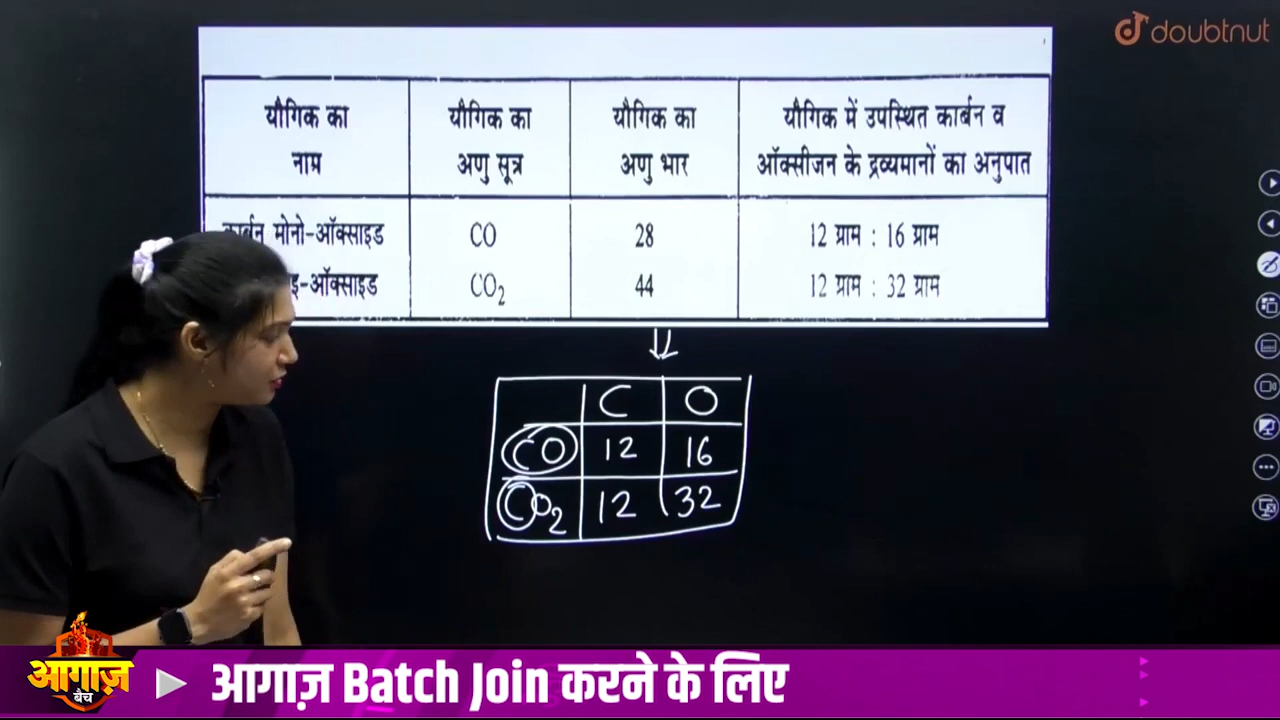 doubtnut
यौगिक का नाम
यौगिक का अणु सूत्र
यौगिक का अणु भार
यौगिक में उपस्थित कार्बन व ऑक्सीजन के द्रव्यमानों का अनुपात
कार्बन मोनो-ऑक्साइड CO 28 12 ग्राम : 16 ग्राम
-ऑक्साइड CO₂ 44 12 ग्राम : 32 ग्राम
C O
CO 12 16
CO₂ 12 32
आगाज़
बैच
आगाज़ Batch Join करने के लिए